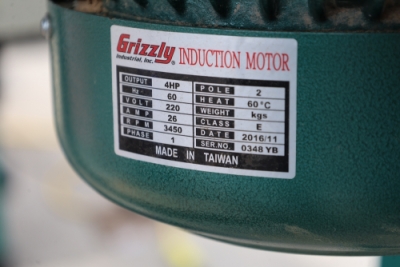 Grizzly INDUCTION MOTOR
Industrial, Inc.
OUTPUT 4HP POLE 2
Hz 60 HEAT 60°C
VOLT 220 WEIGHT kgs
AMP 26 CLASS E
RPM 3450 DATE 2016/11
PHASE 1 SER.NO 0348 YB
MADE IN TAIWAN